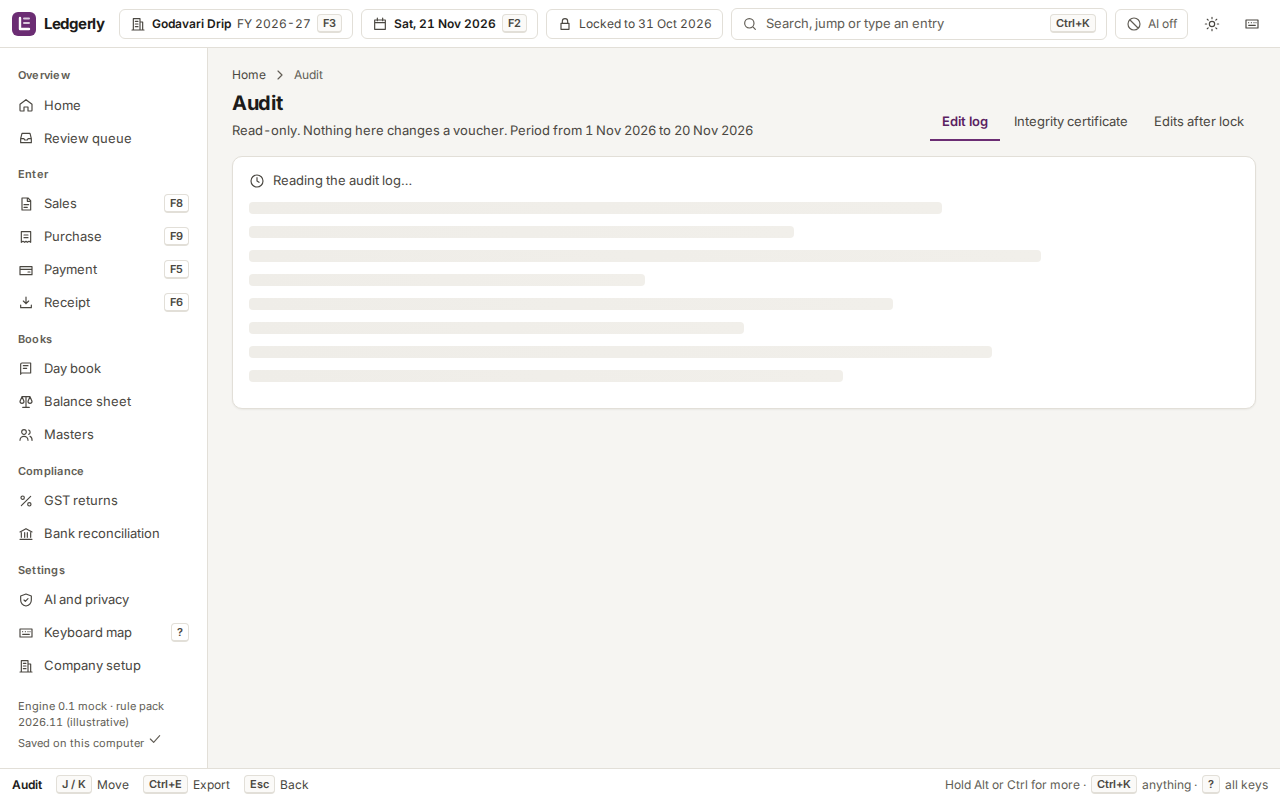 Ledgerly
Godavari Drip FY 2026-27 F3
Sat, 21 Nov 2026 F2
Locked to 31 Oct 2026
Search, jump or type an entry Ctrl+K
AI off
Overview
Home
Review queue
Enter
Sales F8
Purchase F9
Payment F5
Receipt F6
Books
Day book
Balance sheet
Masters
Compliance
GST returns
Bank reconciliation
Settings
AI and privacy
Keyboard map ?
Company setup
Engine 0.1 mock · rule pack
2026.11 (illustrative)
Saved on this computer
Home Audit
Audit
Read-only. Nothing here changes a voucher. Period from 1 Nov 2026 to 20 Nov 2026
Edit log Integrity certificate Edits after lock
Reading the audit log...
Audit J / K Move Ctrl+E Export Esc Back
Hold Alt or Ctrl for more · Ctrl+K anything · ? all keys